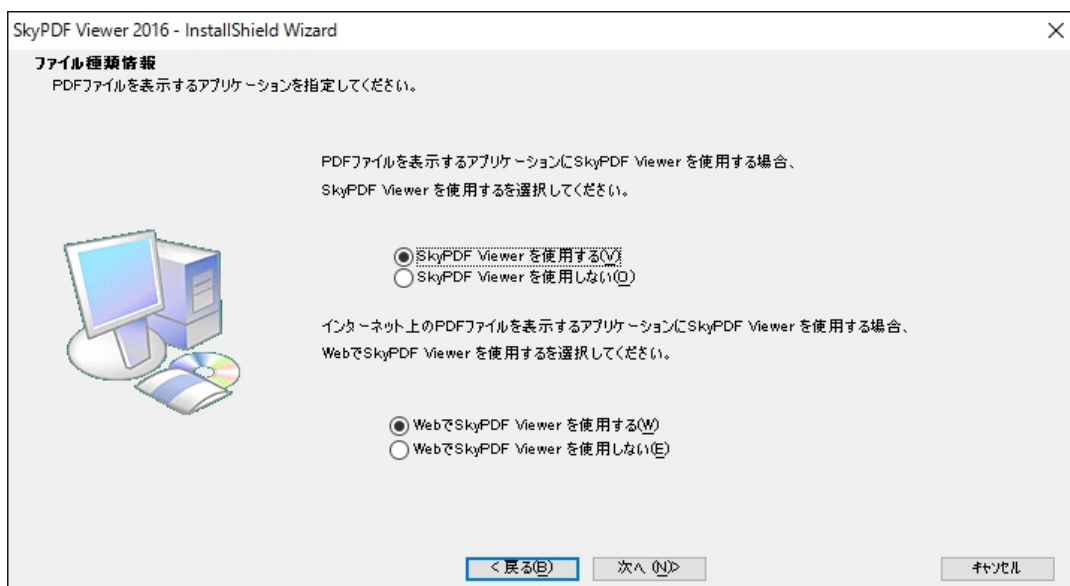 SkyPDF Viewer 2016 - InstallShield Wizard
ファイル種類情報
PDFファイルを表示するアプリケーションを指定してください。
PDFファイルを表示するアプリケーションにSkyPDF Viewer を使用する場合、
SkyPDF Viewer を使用するを選択してください。
SkyPDF Viewer を使用する(V)
SkyPDF Viewer を使用しない(O)
インターネット上のPDFファイルを表示するアプリケーションにSkyPDF Viewer を使用する場合、
WebでSkyPDF Viewer を使用するを選択してください。
WebでSkyPDF Viewer を使用する(W)
WebでSkyPDF Viewer を使用しない(E)
< 戻る(B)
次へ (N)>
キャンセル